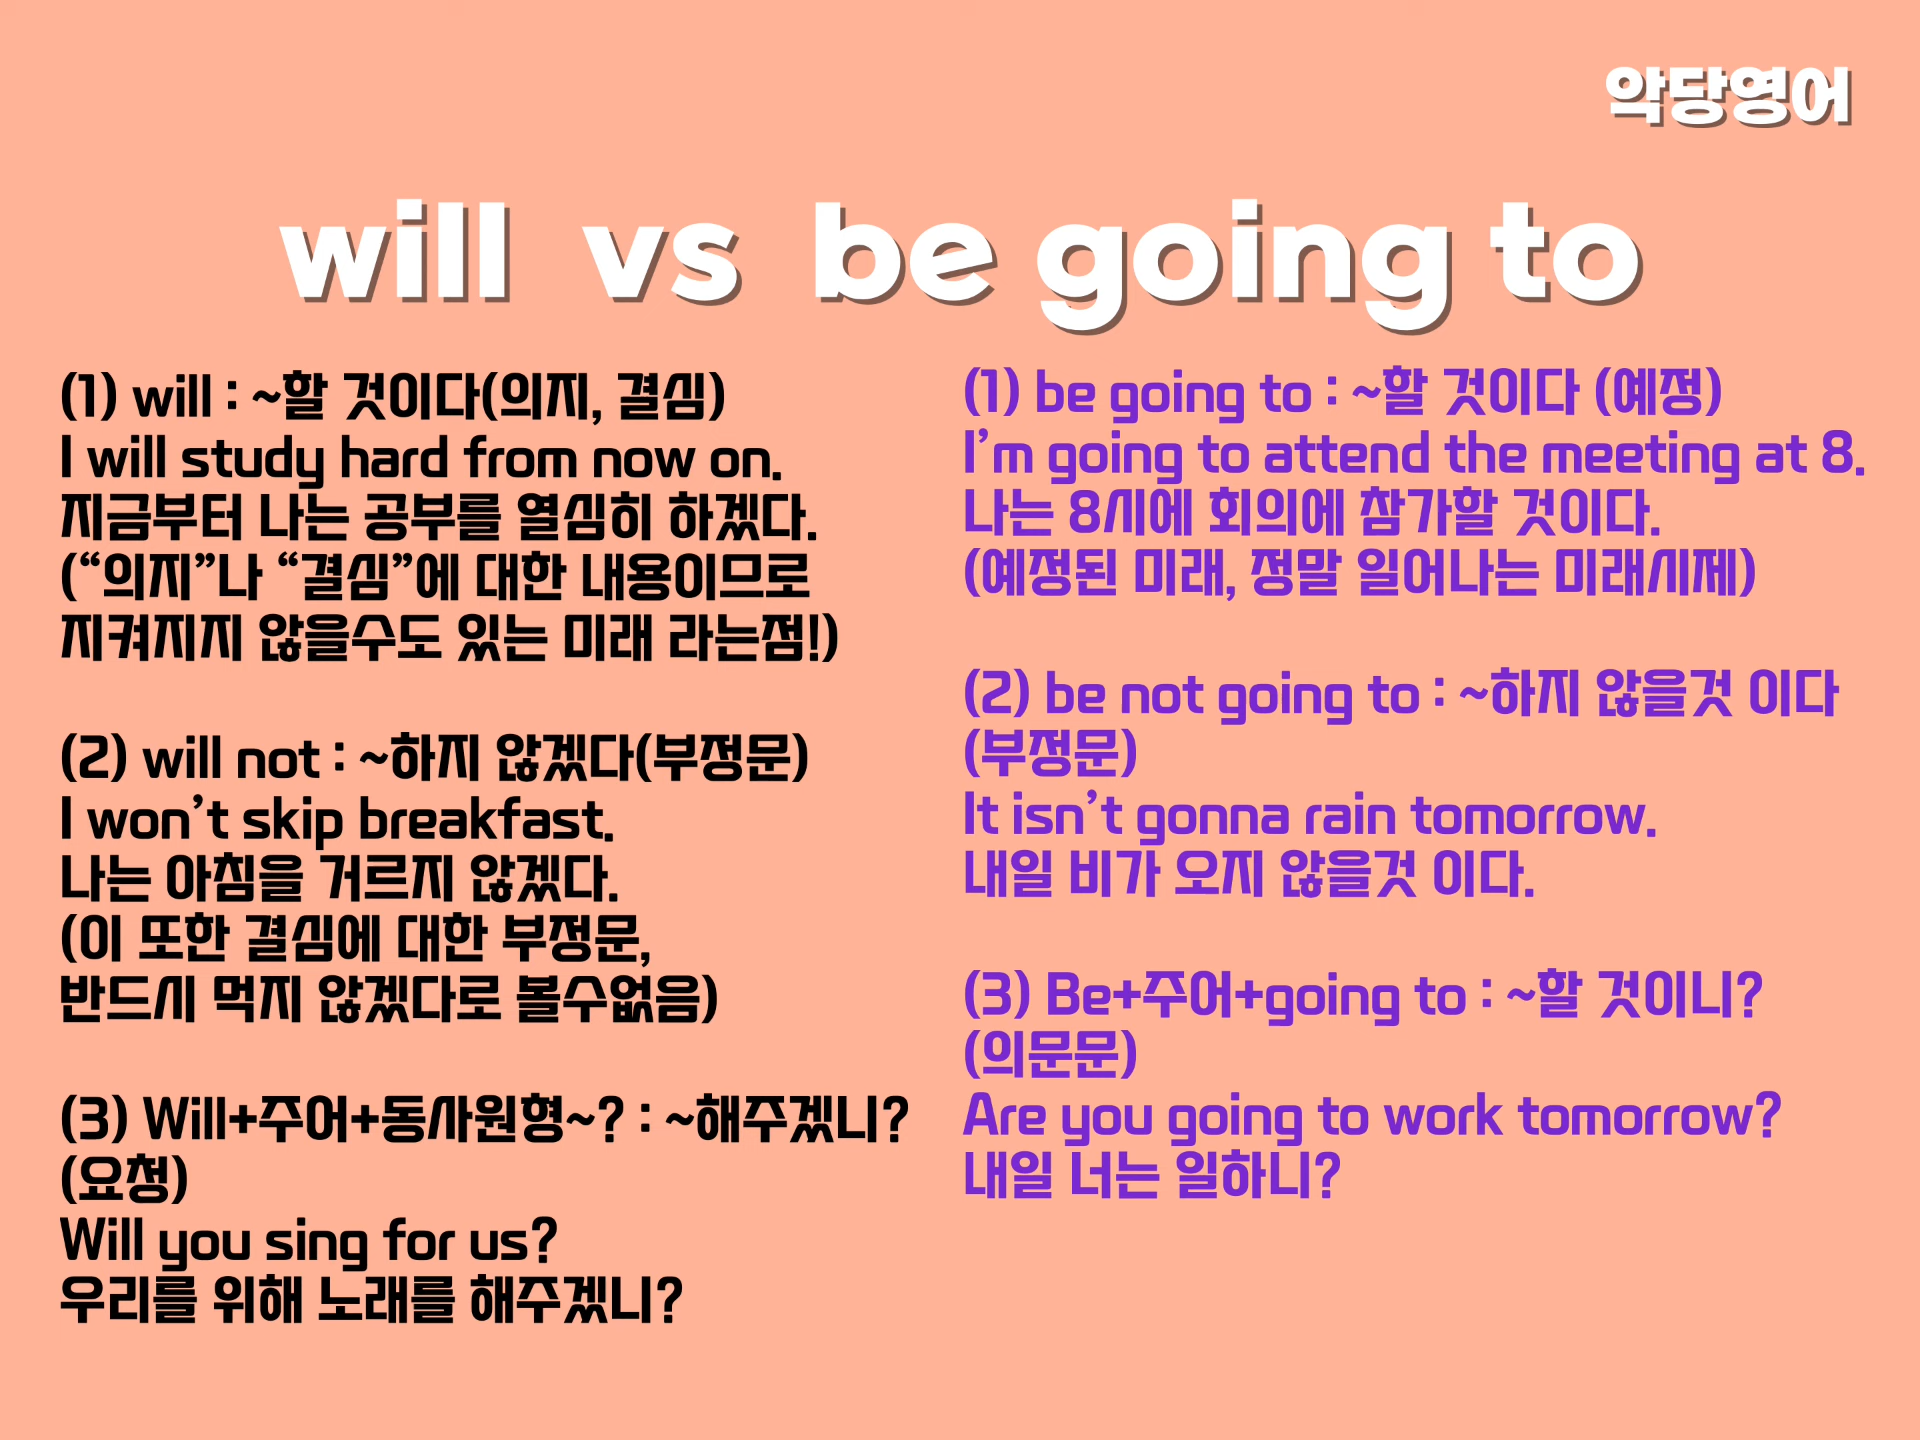 악당영어
will vs be going to
(1) will : ~할 것이다(의지, 결심)
I will study hard from now on.
지금부터 나는 공부를 열심히 하겠다.
(“의지”나 “결심”에 대한 내용이므로
지켜지지 않을수도 있는 미래 라는점!)
(2) will not : ~하지 않겠다(부정문)
I won’t skip breakfast.
나는 아침을 거르지 않겠다.
(이 또한 결심에 대한 부정문,
반드시 먹지 않겠다로 볼수없음)
(3) Will+주어+동사원형~? : ~해주겠니?
(요청)
Will you sing for us?
우리를 위해 노래를 해주겠니?
(1) be going to : ~할 것이다 (예정)
I’m going to attend the meeting at 8.
나는 8시에 회의에 참가할 것이다.
(예정된 미래, 정말 일어나는 미래시제)
(2) be not going to : ~하지 않을것 이다
(부정문)
It isn’t gonna rain tomorrow.
내일 비가 오지 않을것 이다.
(3) Be+주어+going to : ~할 것이니?
(의문문)
Are you going to work tomorrow?
내일 너는 일하니?